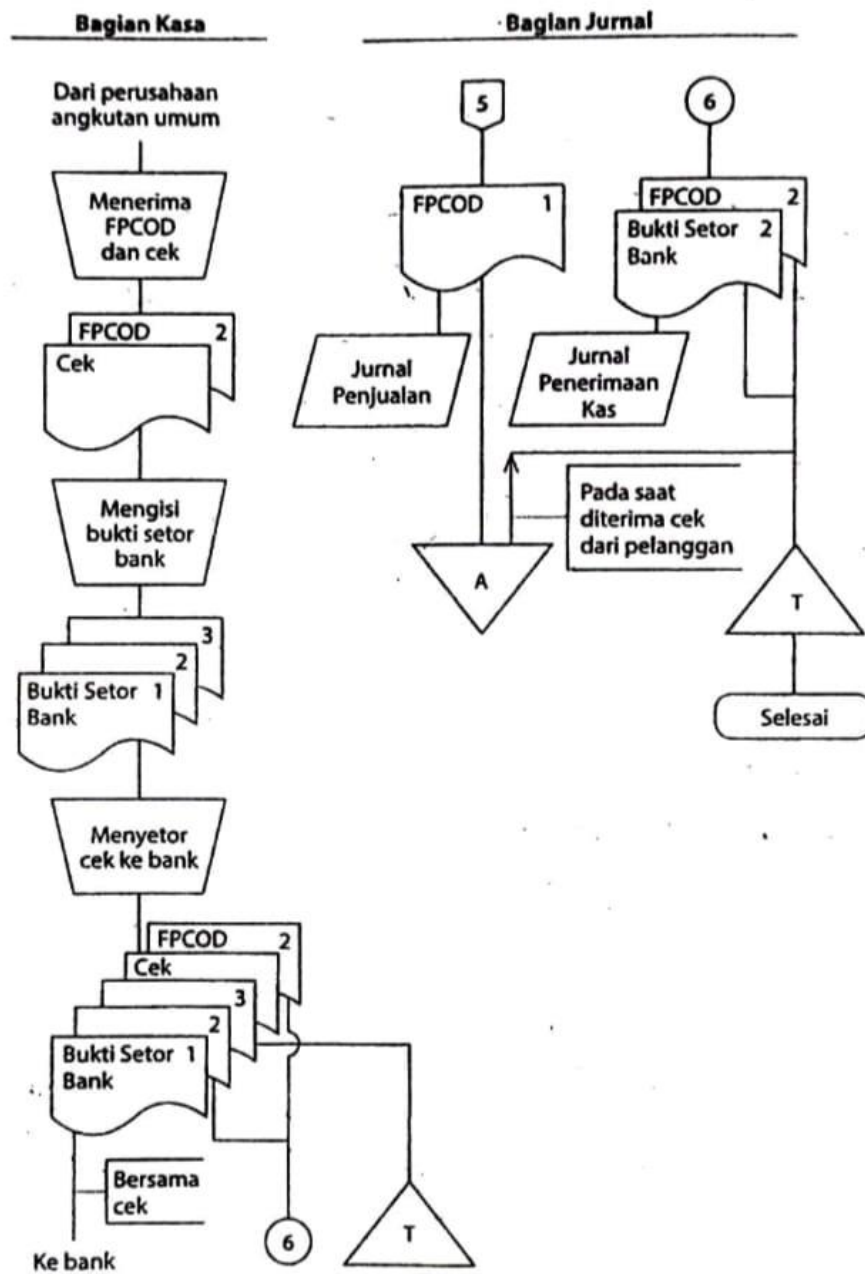 Bagian Kasa
Dari perusahaan
angkutan umum
Menerima
FPCOD
dan cek
FPCOD 2
Cek
Mengisi
bukti setor
bank
3
2
Bukti Setor 1
Bank
Menyetor
cek ke bank
FPCOD 2
Cek
3
2
Bukti Setor 1
Bank
Bersama
cek
Ke bank
6
T
Bagian Jurnal
5
FPCOD 1
Jurnal
Penjualan
A
6
FPCOD 2
Bukti Setor 2
Bank
Jurnal
Penerimaan
Kas
Pada saat
diterima cek
dari pelanggan
T
Selesai